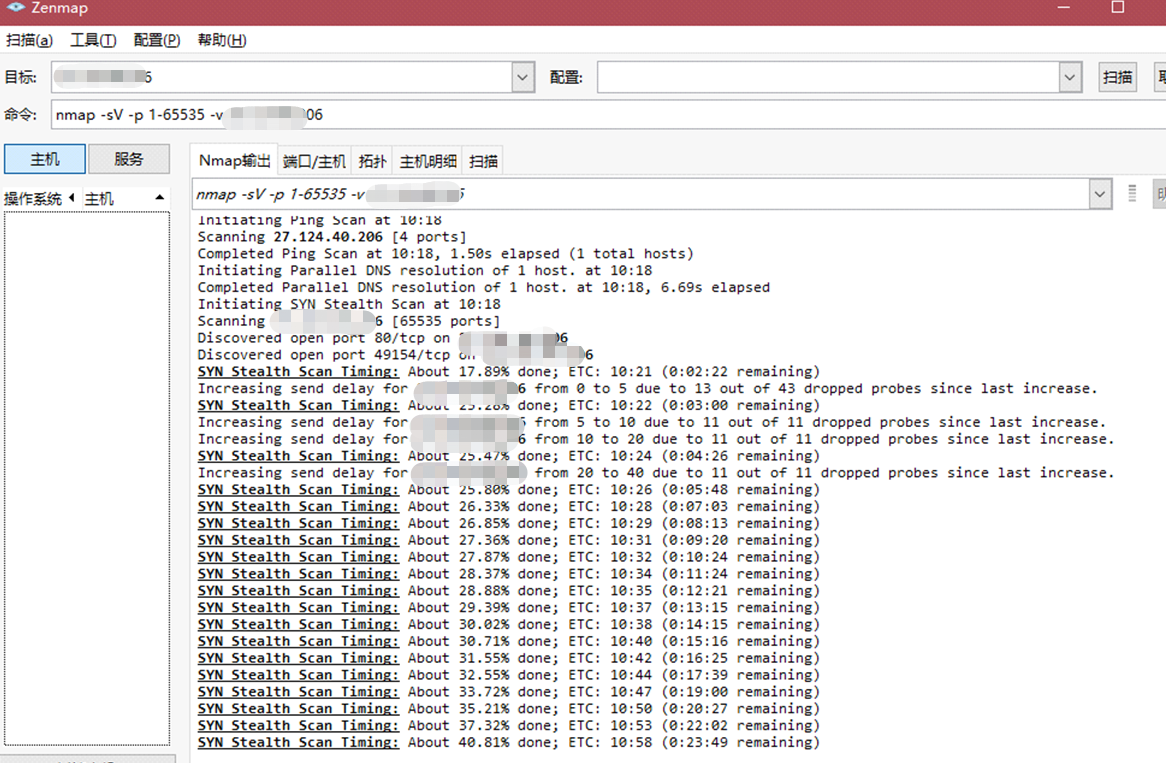 Zenmap
扫描(a) 工具(T) 配置(P) 帮助(H)
目标: 6 配置: 扫描
命令: nmap -sV -p 1-65535 -v 06
主机 服务 Nmap输出 端口/主机 拓扑 主机明细 扫描
操作系统 主机 nmap -sV -p 1-65535 -v
Initiating Ping Scan at 10:18
Scanning 27.124.40.206 [4 ports]
Completed Ping Scan at 10:18, 1.50s elapsed (1 total hosts)
Initiating Parallel DNS resolution of 1 host. at 10:18
Completed Parallel DNS resolution of 1 host. at 10:18, 6.69s elapsed
Initiating SYN Stealth Scan at 10:18
Scanning 6 [65535 ports]
Discovered open port 80/tcp on 06
Discovered open port 49154/tcp on 6
SYN Stealth Scan Timing: About 17.89% done; ETC: 10:21 (0:02:22 remaining)
Increasing send delay for 6 from 0 to 5 due to 13 out of 43 dropped probes since last increase.
SYN Stealth Scan Timing: About 25.28% done; ETC: 10:22 (0:03:00 remaining)
Increasing send delay for from 5 to 10 due to 11 out of 11 dropped probes since last increase.
Increasing send delay for 6 from 10 to 20 due to 11 out of 11 dropped probes since last increase.
SYN Stealth Scan Timing: About 25.47% done; ETC: 10:24 (0:04:26 remaining)
Increasing send delay for from 20 to 40 due to 11 out of 11 dropped probes since last increase.
SYN Stealth Scan Timing: About 25.80% done; ETC: 10:26 (0:05:48 remaining)
SYN Stealth Scan Timing: About 26.33% done; ETC: 10:28 (0:07:03 remaining)
SYN Stealth Scan Timing: About 26.85% done; ETC: 10:29 (0:08:13 remaining)
SYN Stealth Scan Timing: About 27.36% done; ETC: 10:31 (0:09:20 remaining)
SYN Stealth Scan Timing: About 27.87% done; ETC: 10:32 (0:10:24 remaining)
SYN Stealth Scan Timing: About 28.37% done; ETC: 10:34 (0:11:24 remaining)
SYN Stealth Scan Timing: About 28.88% done; ETC: 10:35 (0:12:21 remaining)
SYN Stealth Scan Timing: About 29.39% done; ETC: 10:37 (0:13:15 remaining)
SYN Stealth Scan Timing: About 30.02% done; ETC: 10:38 (0:14:15 remaining)
SYN Stealth Scan Timing: About 30.71% done; ETC: 10:40 (0:15:16 remaining)
SYN Stealth Scan Timing: About 31.55% done; ETC: 10:42 (0:16:25 remaining)
SYN Stealth Scan Timing: About 32.55% done; ETC: 10:44 (0:17:39 remaining)
SYN Stealth Scan Timing: About 33.72% done; ETC: 10:47 (0:19:00 remaining)
SYN Stealth Scan Timing: About 35.21% done; ETC: 10:50 (0:20:27 remaining)
SYN Stealth Scan Timing: About 37.32% done; ETC: 10:53 (0:22:02 remaining)
SYN Stealth Scan Timing: About 40.81% done; ETC: 10:58 (0:23:49 remaining)